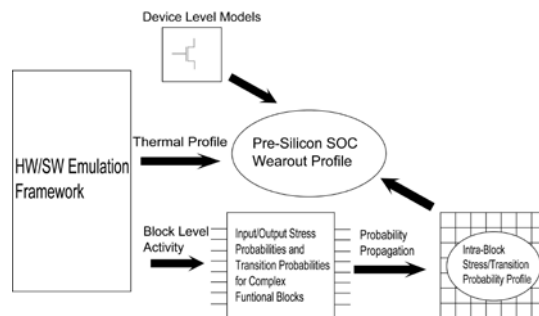 Device Level Models
HW/SW Emulation
Framework
Thermal Profile
Pre-Silicon SOC
Wearout Profile
Block Level
Activity
Input/Output Stress
Probabilities and
Transition Probabilities
for Complex
Funtional Blocks
Probability
Propagation
Intra-Block
Stress/Transition
Probability Profile